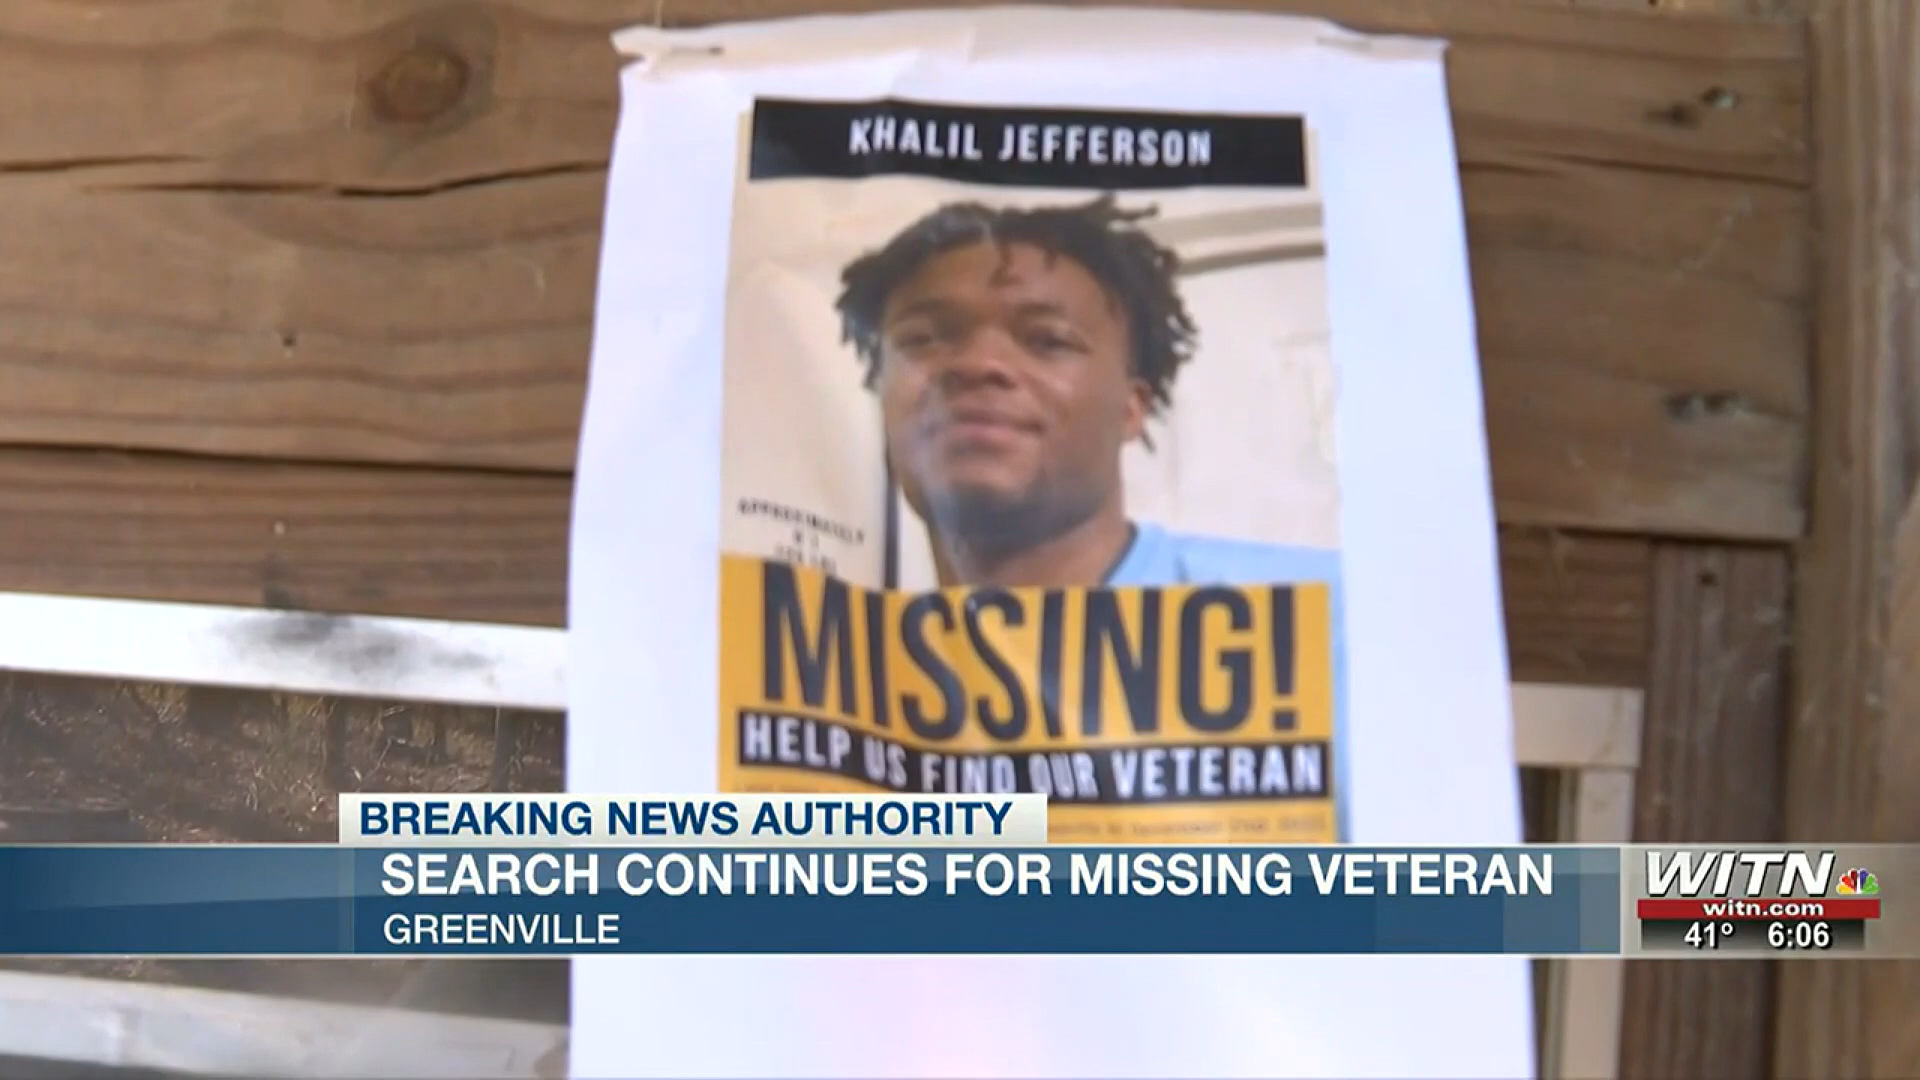 KHALIL JEFFERSON
APPROXIMATELY
MISSING!
HELP US FIND OUR VETERAN
BREAKING NEWS AUTHORITY
SEARCH CONTINUES FOR MISSING VETERAN
GREENVILLE
WITN
witn.com
41° 6:06